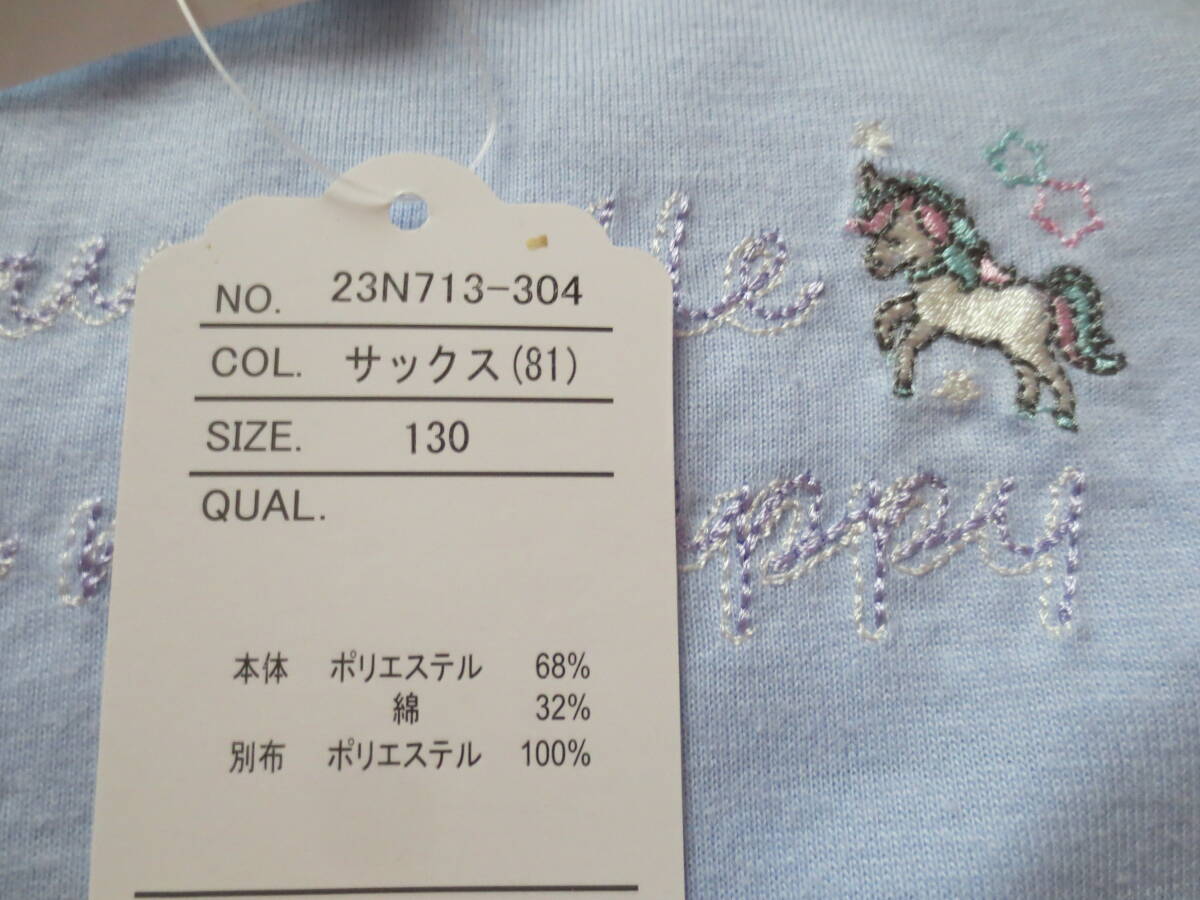 NO. 23N713-304
COL. サックス(81)
SIZE. 130
QUAL.
本体 ポリエステル 68%
綿 32%
別布 ポリエステル 100%